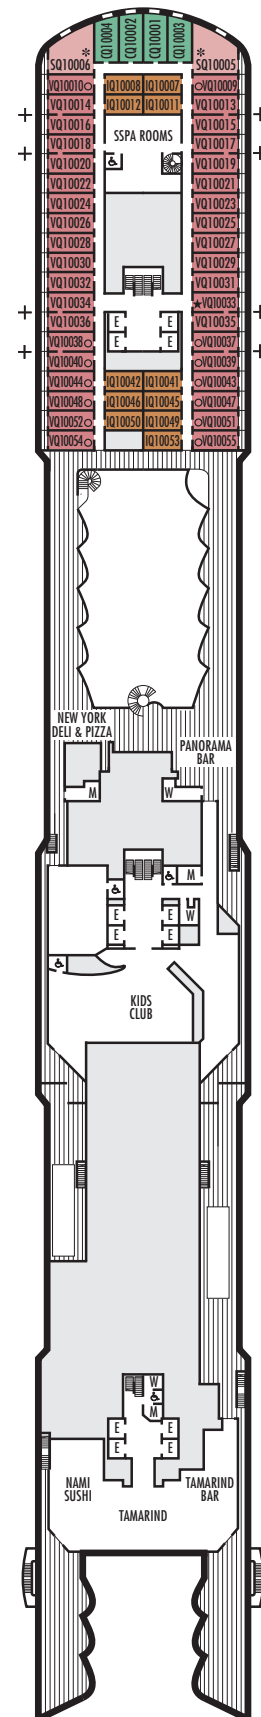 IQ10004 IQ10002 IQ10001 IQ10003
* *
SQ10006 SQ10005
VQ10010 IQ10008 IQ10007 VQ10009
VQ10014 IQ10012 IQ10011 VQ10013
VQ10016 VQ10015
SSPA ROOMS
VQ10018 VQ10017
VQ10020 VQ10019
VQ10022 VQ10021
VQ10024 VQ10023
VQ10026 VQ10025
VQ10028 VQ10027
VQ10030 VQ10029
VQ10032 VQ10031
VQ10034 ★VQ10033
VQ10036 E E VQ10035
VQ10038 E E VQ10037
VQ10040 VQ10039
VQ10044 IQ10042 IQ10041 VQ10043
VQ10048 IQ10046 IQ10045 VQ10047
VQ10052 IQ10050 IQ10049 VQ10051
VQ10054 IQ10053 VQ10055
NEW YORK
DELI & PIZZA
PANORAMA
BAR
M W
M
E E W
E E
KIDS
CLUB
W
M
E E
E E
NAMI
SUSHI
TAMARIND
BAR
TAMARIND